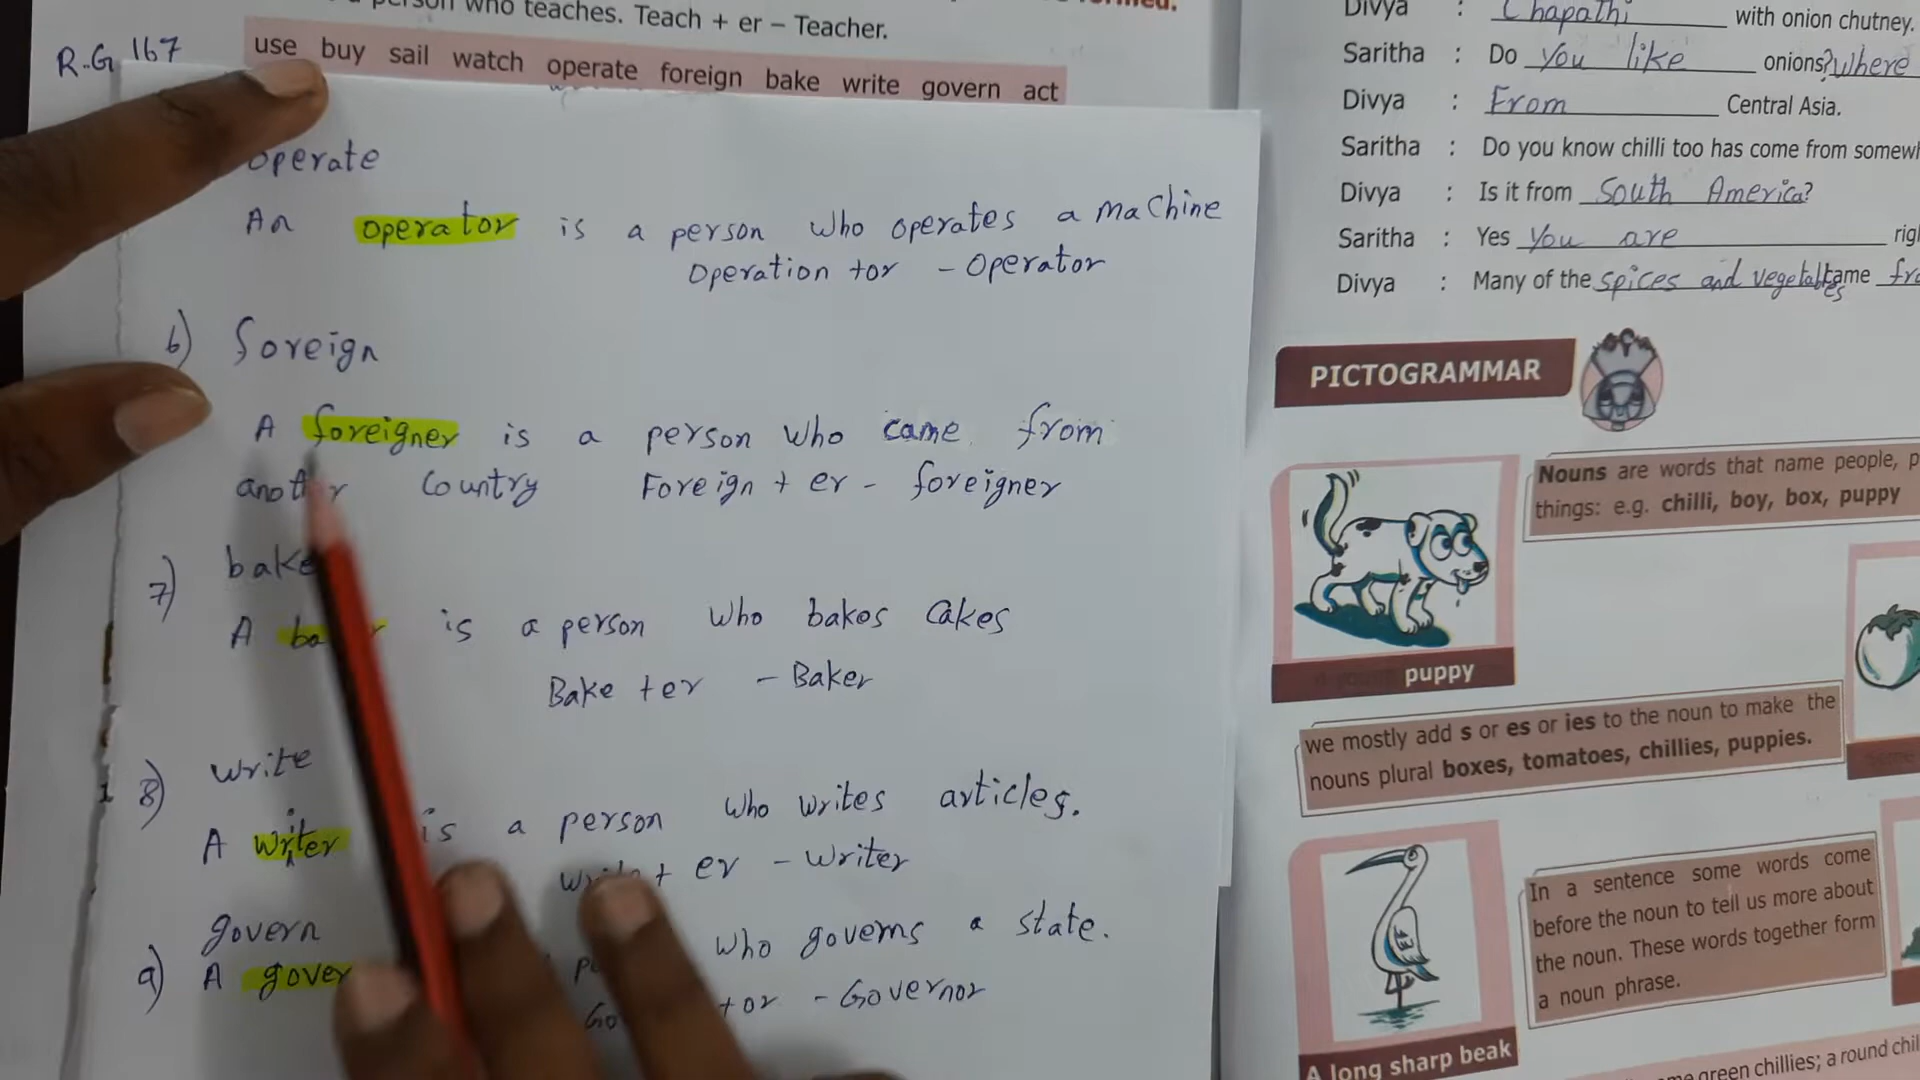 person who teaches. Teach + er – Teacher.
R.G 167
use buy sail watch operate foreign bake write govern act
operate
An operator is a person who operates a machine
Operation tor - Operator
6) foreign
A foreigner is a person who came from
Country Foreign + er - foreigner
7) bake
A is a person who bakes cakes
Bake + er - Baker
8) write
A writer is a person who writes articles.
+ er - Writer
9) govern
A who governs a state.
+ or - Governor
Divya : Chapathi with onion chutney.
Saritha : Do you like onions? where
Divya : From Central Asia.
Saritha : Do you know chilli too has come from
Divya : Is it from South America?
Saritha : Yes you are
Divya : Many of the spices and vegetables came
PICTOGRAMMAR
Nouns are words that name people,
things: e.g. chilli, boy, box, puppy
puppy
we mostly add s or es or ies to the noun to make the
nouns plural boxes, tomatoes, chillies, puppies.
In a sentence some words come
before the noun to tell us more about
the noun. These words together form
a noun phrase.
A long sharp beak
green chillies; a round